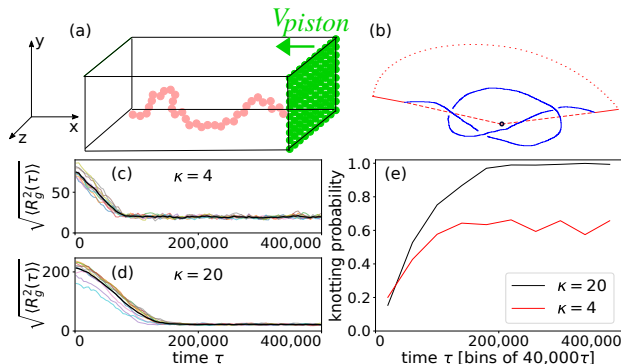 (a)
V_piston
(b)
y
x
z
(c)
κ = 4
50
0
√⟨R_g^2(τ)⟩
0
200,000
400,000
(d)
κ = 20
200
0
√⟨R_g^2(τ)⟩
0
200,000
400,000
time τ
(e)
knotting probability
1.0
0.8
0.6
0.4
0.2
0.0
κ = 20
κ = 4
0
200,000
400,000
time τ [bins of 40,000τ]